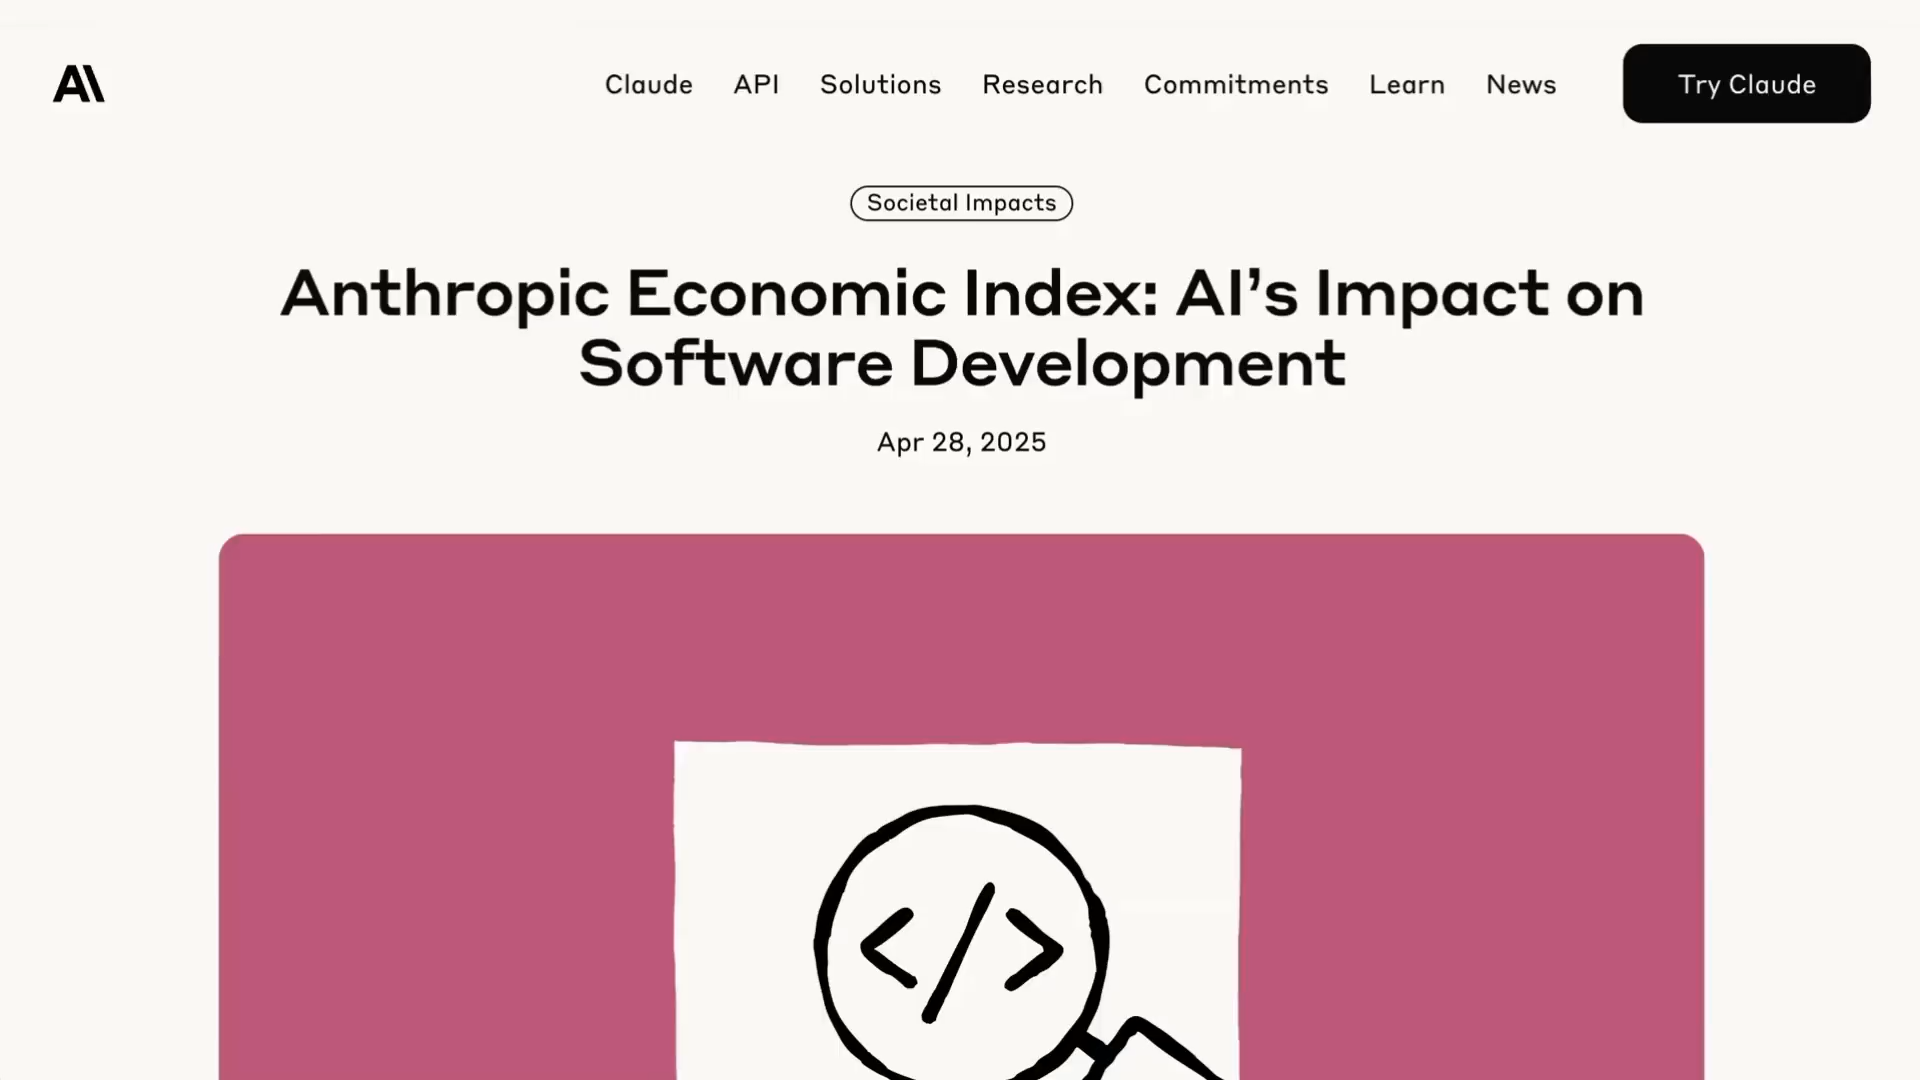 AI
Claude API Solutions Research Commitments Learn News Try Claude
Societal Impacts
Anthropic Economic Index: AI’s Impact on
Software Development
Apr 28, 2025
</>